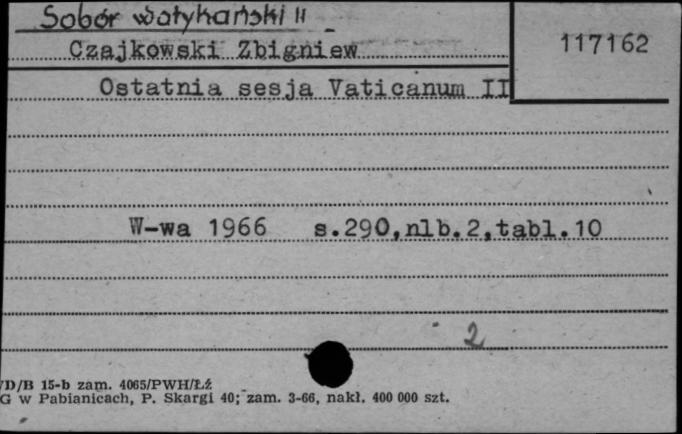 Sobór Watykański II
Czajkowski Zbigniew
117162
Ostatnia sesja Vaticanum II
W-wa 1966 s.290,nlb.2,tabl.10
2
/D/B 15-b zam. 4065/PWH/Łź
G w Pabianicach, P. Skargi 40; zam. 3-66, nakł. 400 000 szt.